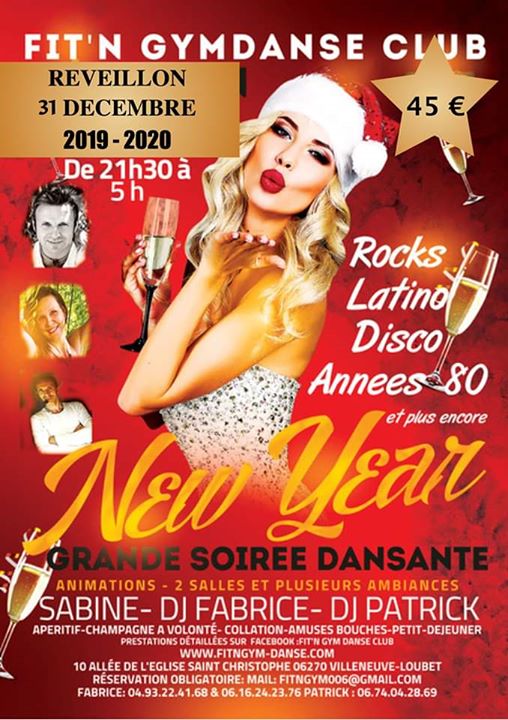 FIT'N GYMDANSE CLUB
REVEILLON
31 DECEMBRE
2019 - 2020
45 €
De 21h30 à
5 h
Rocks
Latino
Disco
Annees 80
et plus encore
New Year
GRANDE SOIREE DANSANTE
ANIMATIONS - 2 SALLES ET PLUSIEURS AMBIANCES
SABINE- DJ FABRICE- DJ PATRICK
APERITIF-CHAMPAGNE A VOLONTÉ- COLLATION-AMUSES BOUCHES-PETIT-DEJEUNER
PRESTATIONS DÉTAILLÉES SUR FACEBOOK :FIT'N GYM DANSE CLUB
WWW.FITNGYM-DANSE.COM
10 ALLÉE DE L'EGLISE SAINT CHRISTOPHE 06270 VILLENEUVE-LOUBET
RÉSERVATION OBLIGATOIRE: MAIL: FITNGYM006@GMAIL.COM
FABRICE: 04.93.22.41.68 & 06.16.24.23.76 PATRICK : 06.74.04.28.69